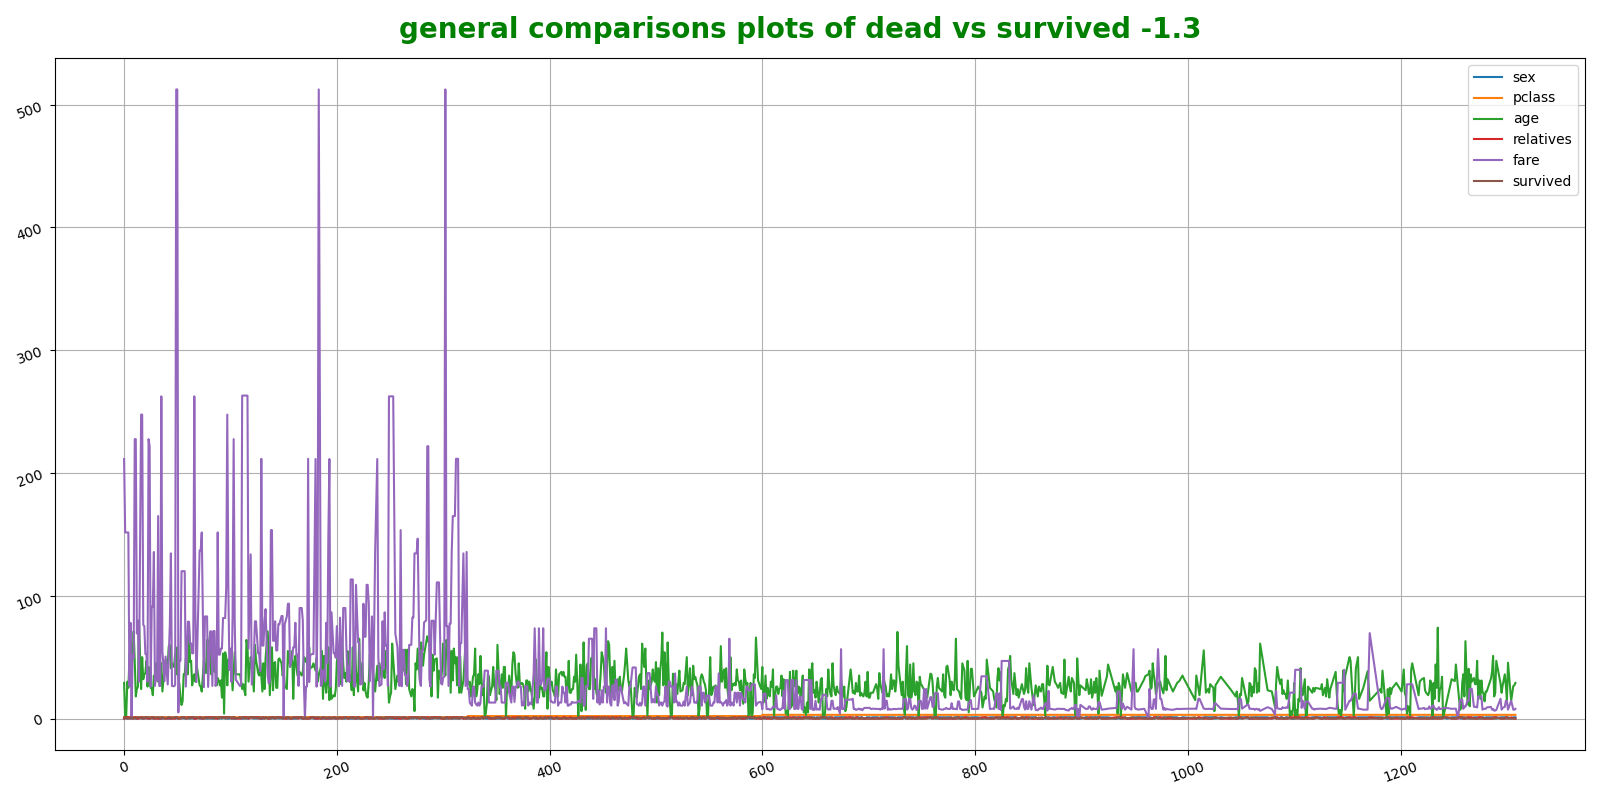 general comparisons plots of dead vs survived -1.3
sex
pclass
age
relatives
fare
survived
500
400
300
200
100
0
0
200
400
600
800
1000
1200